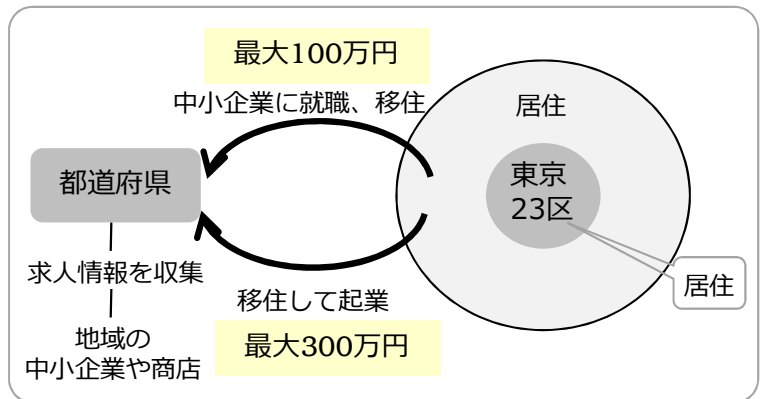 最大100万円
中小企業に就職、移住
居住
東京
23区
都道府県
居住
求人情報を収集
移住して起業
地域の
中小企業や商店
最大300万円